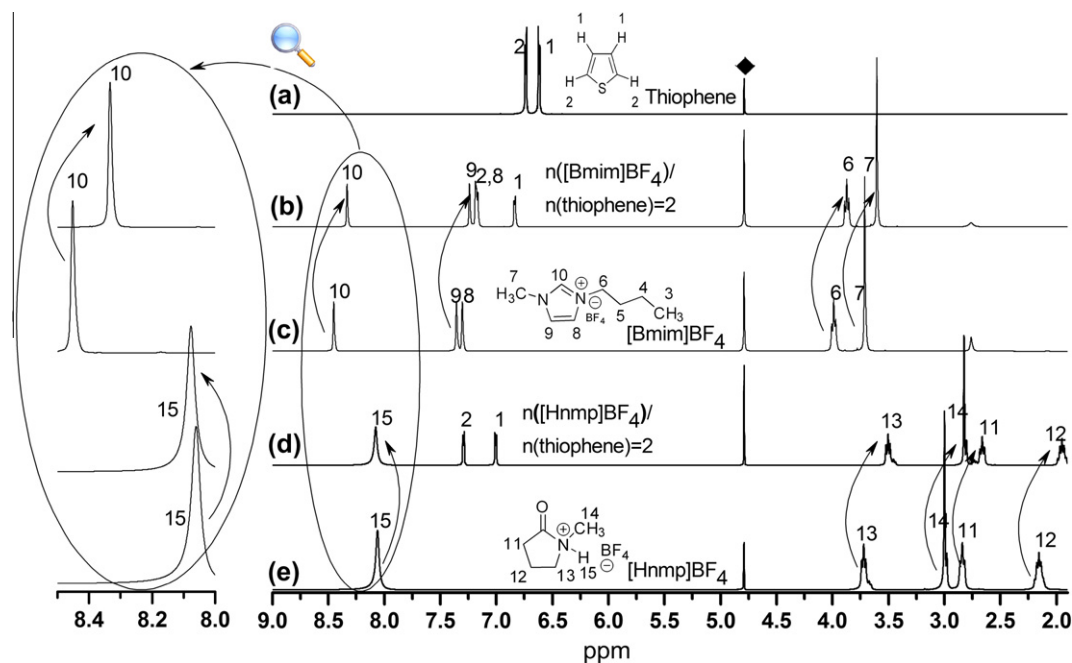 1 1
H H
2 1
H S H
2 2
(a)
Thiophene
◆
10
10
10
9
2,8
1
6
7
(b)
n([Bmim]BF4)/
n(thiophene)=2
10
9 8
7 10 6 4 3
H3C N N + CH3
⊖
BF4
9 8 5
[Bmim]BF4
6
7
(c)
15
15
2
1
n([Hnmp]BF4)/
n(thiophene)=2
13
14
11
12
(d)
15
15
O
14
CH3
N +
11
H
BF4
⊖
12 13 15
[Hnmp]BF4
13
14
11
12
(e)
8.4 8.2 8.0
9.0 8.5 8.0 7.5 7.0 6.5 6.0 5.5 5.0 4.5 4.0 3.5 3.0 2.5 2.0
ppm